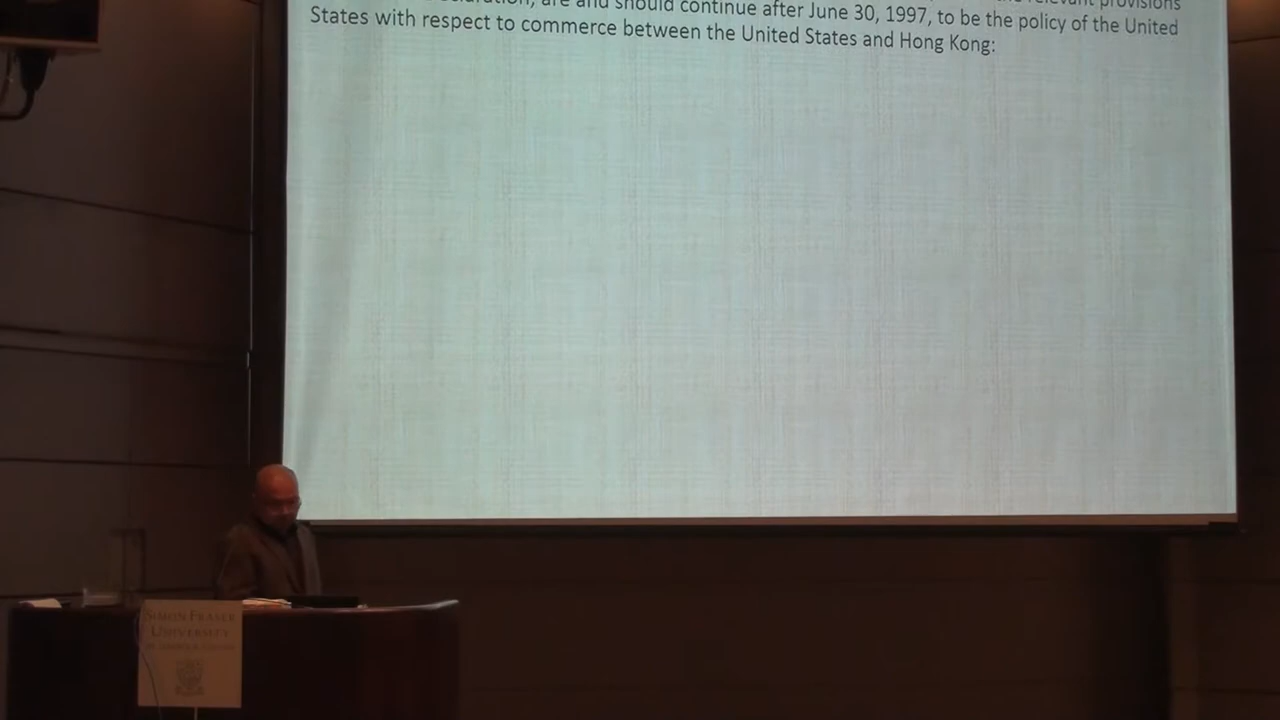 are and should continue after June 30, 1997, to be the policy of the United
States with respect to commerce between the United States and Hong Kong:
SIMON FRASER
UNIVERSITY